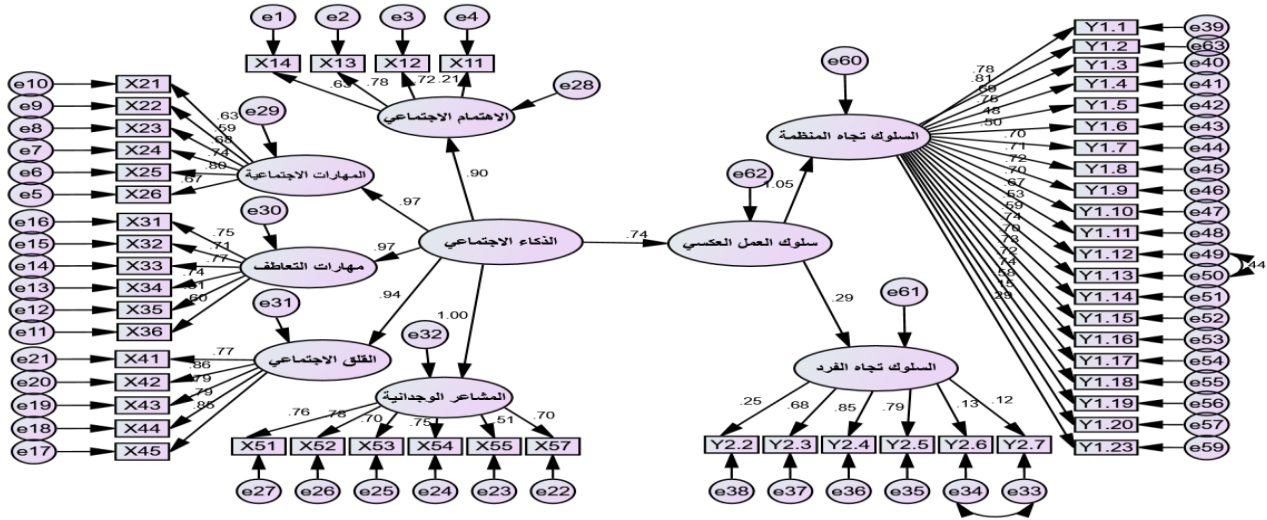 e1 e2 e3 e4
X14 X13 X12 X11
.63 .78 .72 .21
الاهتمام الاجتماعي
e28
.90
e10 X21
e9 X22
e8 X23
e7 X24
e6 X25
e5 X26
.63
.59
.68
.74
.80
.67
e29
المهارات الاجتماعية
.97
e16 X31
e15 X32
e14 X33
e13 X34
e12 X35
e11 X36
.75
.71
.77
.74
.60
e30
مهارات التعاطف
.97
e21 X41
e20 X42
e19 X43
e18 X44
e17 X45
.77
.86
.79
.79
.85
e31
القلق الاجتماعي
.94
e32
المشاعر الوجدانية
1.00
.76 .78 .70 .75 .51 .70
X51 X52 X53 X54 X55 X57
e27 e26 e25 e24 e23 e22
الذكاء الاجتماعي
.74
e62
سلوك العمل العكسي
1.05
e60
السلوك تجاه المنظمة
.29
e61
السلوك تجاه الفرد
.25 .68 .85 .79 .13 .12
Y2.2 Y2.3 Y2.4 Y2.5 Y2.6 Y2.7
e38 e37 e36 e35 e34 e33
.78
.81
.69
.75
.48
.50
.70
.71
.72
.70
.67
.53
.59
.74
.70
.73
.72
.74
.58
.15
.29
Y1.1 e39
Y1.2 e63
Y1.3 e40
Y1.4 e41
Y1.5 e42
Y1.6 e43
Y1.7 e44
Y1.8 e45
Y1.9 e46
Y1.10 e47
Y1.11 e48
Y1.12 e49
Y1.13 e50
.44
Y1.14 e51
Y1.15 e52
Y1.16 e53
Y1.17 e54
Y1.18 e55
Y1.19 e56
Y1.20 e57
Y1.23 e59